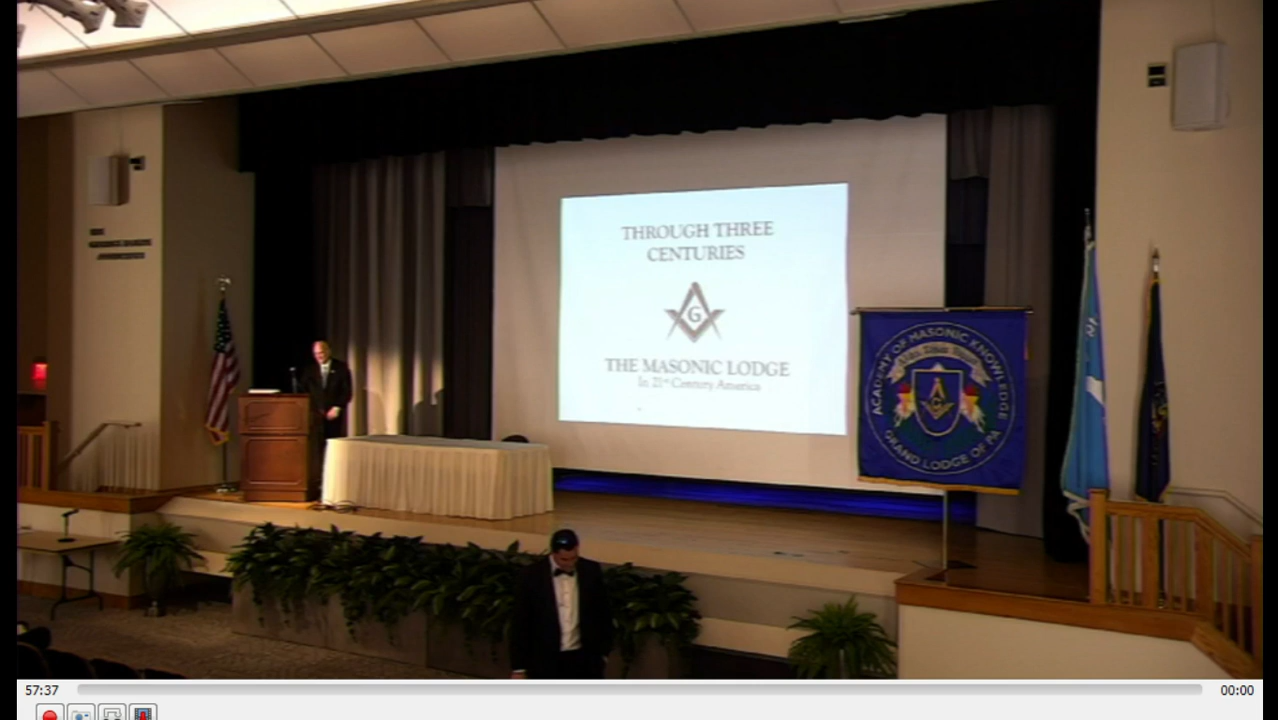 THROUGH THREE
CENTURIES
G
THE MASONIC LODGE
In 21st Century America
ACADEMY OF MASONIC KNOWLEDGE
G
GRAND LODGE OF PA
57:37
00:00